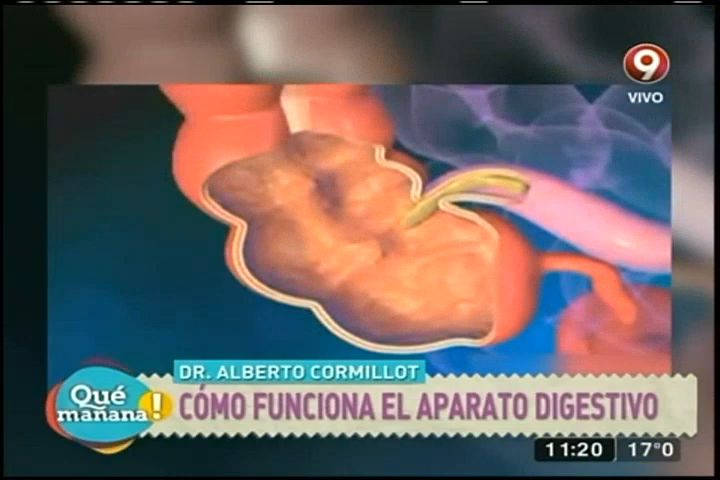 9
VIVO
DR. ALBERTO CORMILLOT
Qué
mañana!
CÓMO FUNCIONA EL APARATO DIGESTIVO
11:20 17°0